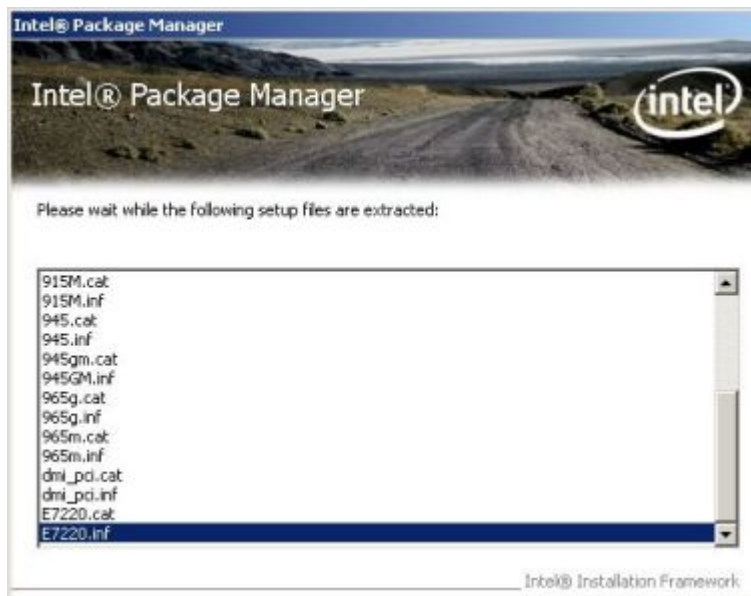 Intel® Package Manager
Intel® Package Manager
intel
Please wait while the following setup files are extracted:
915M.cat
915M.inf
945.cat
945.inf
945gm.cat
945GM.inf
965g.cat
965g.inf
965m.cat
965m.inf
dmi_pci.cat
dmi_pci.inf
E7220.cat
E7220.inf
Intel® Installation Framework